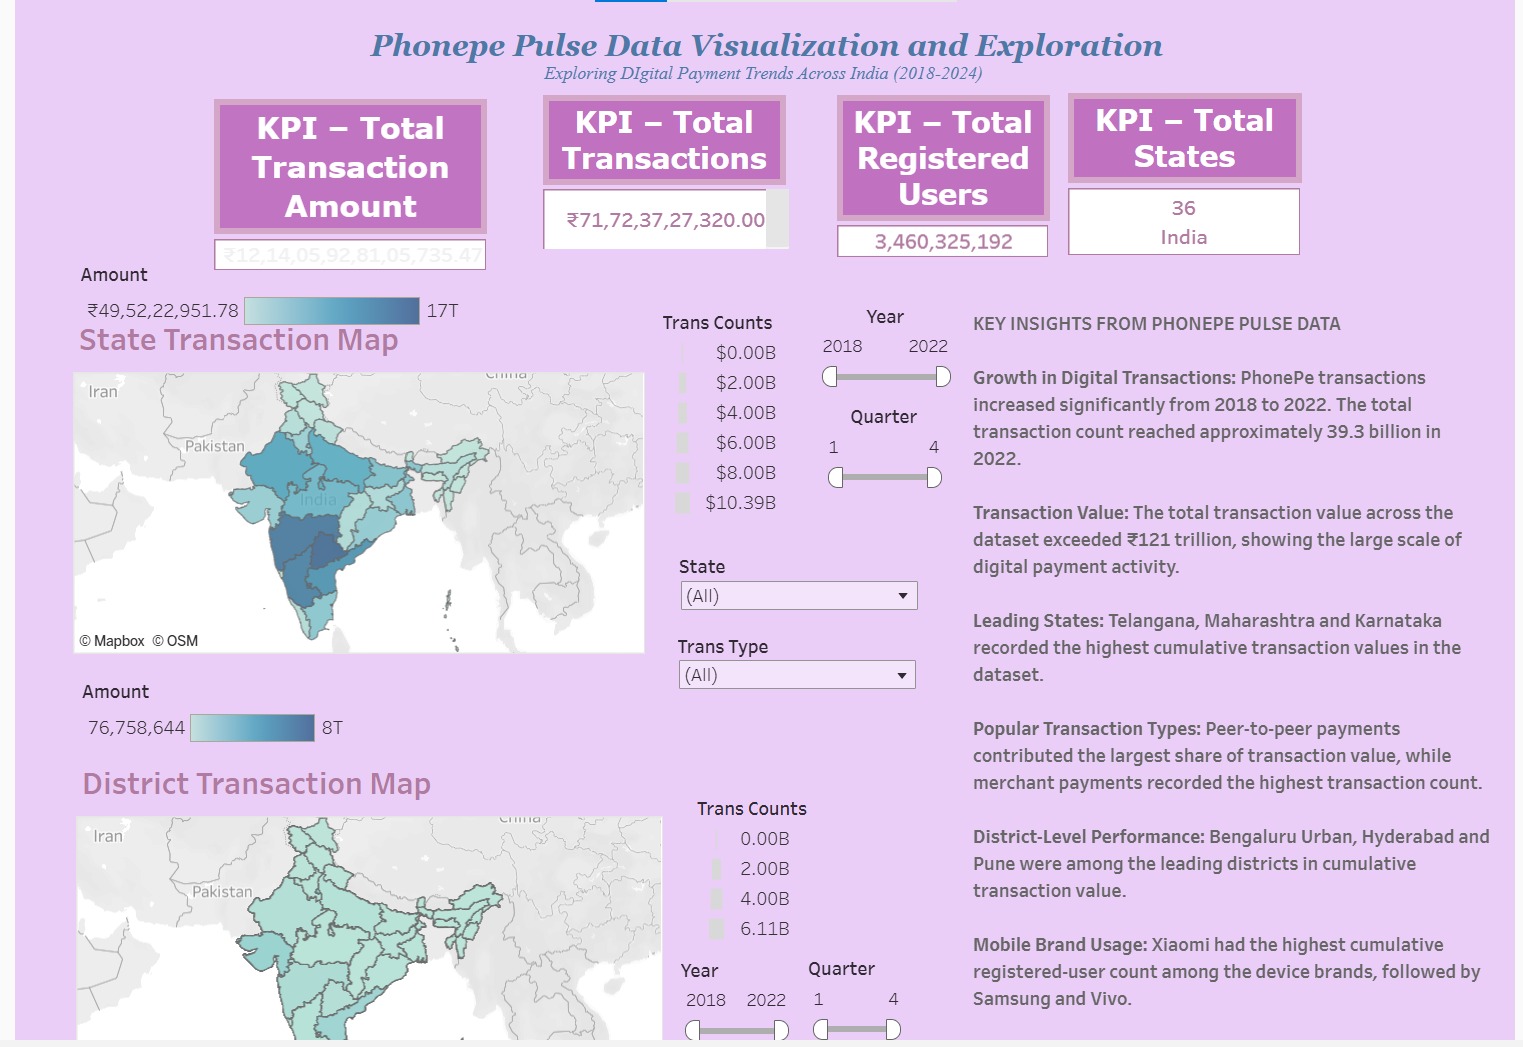 Phonepe Pulse Data Visualization and Exploration
Exploring DIgital Payment Trends Across India (2018-2024)
KPI – Total
Transaction
Amount
₹12,14,05,92,81,05,735.47
KPI – Total
Transactions
₹71,72,37,27,320.00
KPI – Total
Registered
Users
3,460,325,192
KPI – Total
States
36
India
Amount
₹49,52,22,951.78
17T
State Transaction Map
Iran
China
Pakistan
India
© Mapbox © OSM
Trans Counts
$0.00B
$2.00B
$4.00B
$6.00B
$8.00B
$10.39B
Year
2018 2022
Quarter
1 4
State
(All)
Trans Type
(All)
Amount
76,758,644
8T
District Transaction Map
Iran
China
Pakistan
Trans Counts
0.00B
2.00B
4.00B
6.11B
Year
2018 2022
Quarter
1 4
KEY INSIGHTS FROM PHONEPE PULSE DATA
Growth in Digital Transactions: PhonePe transactions
increased significantly from 2018 to 2022. The total
transaction count reached approximately 39.3 billion in
2022.
Transaction Value: The total transaction value across the
dataset exceeded ₹121 trillion, showing the large scale of
digital payment activity.
Leading States: Telangana, Maharashtra and Karnataka
recorded the highest cumulative transaction values in the
dataset.
Popular Transaction Types: Peer-to-peer payments
contributed the largest share of transaction value, while
merchant payments recorded the highest transaction count.
District-Level Performance: Bengaluru Urban, Hyderabad and
Pune were among the leading districts in cumulative
transaction value.
Mobile Brand Usage: Xiaomi had the highest cumulative
registered-user count among the device brands, followed by
Samsung and Vivo.